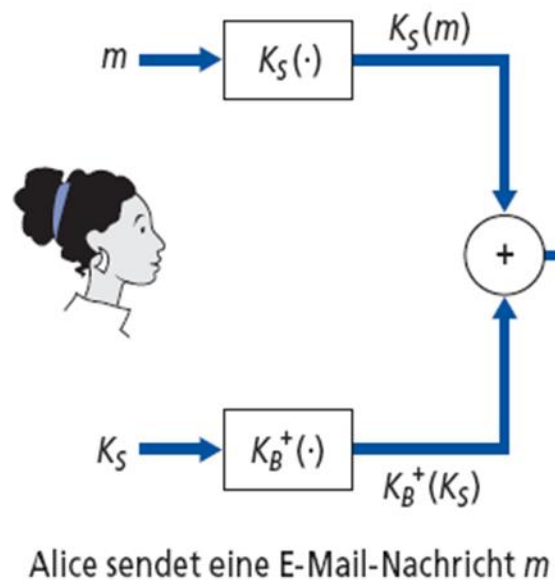 m K_S(·) K_S(m)
+
K_S K_B^+(·) K_B^+(K_S)
Alice sendet eine E-Mail-Nachricht m